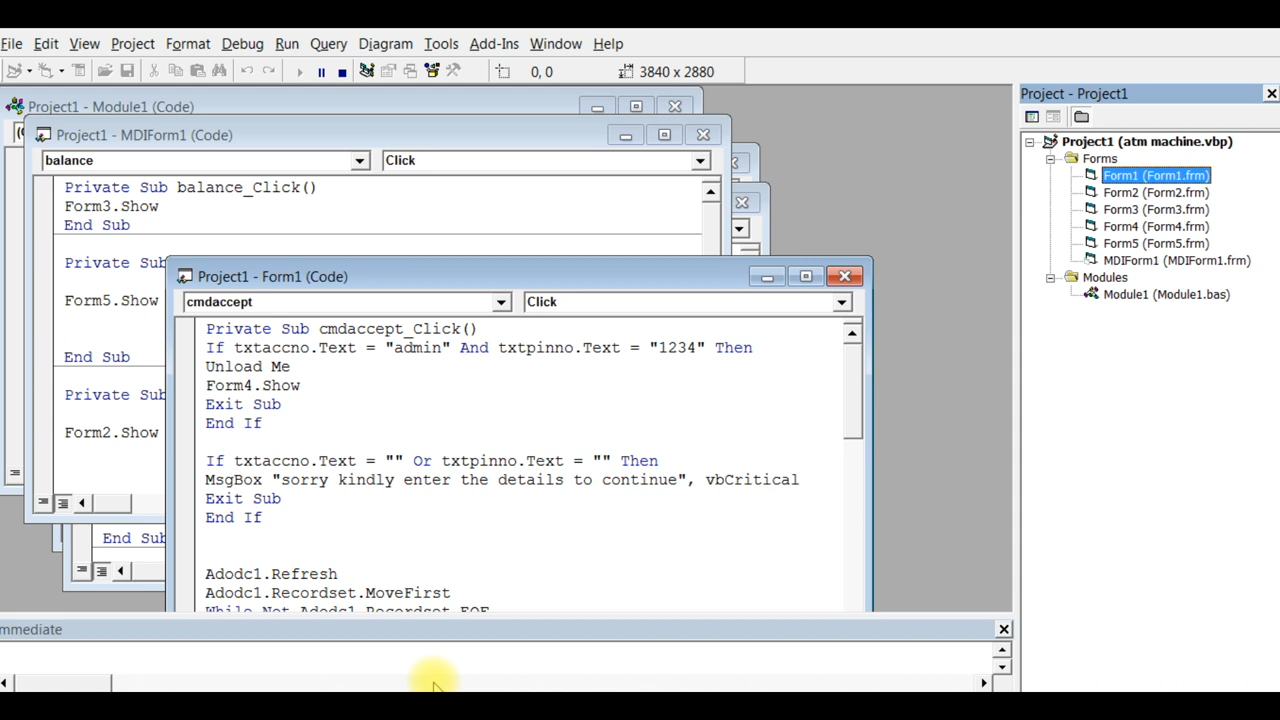 File Edit View Project Format Debug Run Query Diagram Tools Add-Ins Window Help
0, 0 3840 x 2880
Project - Project1
Project1 (atm machine.vbp)
Forms
Form1 (Form1.frm)
Form2 (Form2.frm)
Form3 (Form3.frm)
Form4 (Form4.frm)
Form5 (Form5.frm)
MDIForm1 (MDIForm1.frm)
Modules
Module1 (Module1.bas)
Project1 - Module1 (Code)
Project1 - MDIForm1 (Code)
balance Click
Private Sub balance_Click()
Form3.Show
End Sub
Private Sub
Form5.Show
End Sub
Private Sub
Form2.Show
End Sub
Project1 - Form1 (Code)
cmdaccept Click
Private Sub cmdaccept_Click()
If txtaccno.Text = "admin" And txtpinno.Text = "1234" Then
Unload Me
Form4.Show
Exit Sub
End If
If txtaccno.Text = "" Or txtpinno.Text = "" Then
MsgBox "sorry kindly enter the details to continue", vbCritical
Exit Sub
End If
Adodc1.Refresh
Adodc1.Recordset.MoveFirst
While Not Adodc1.Recordset.EOF
mmediate